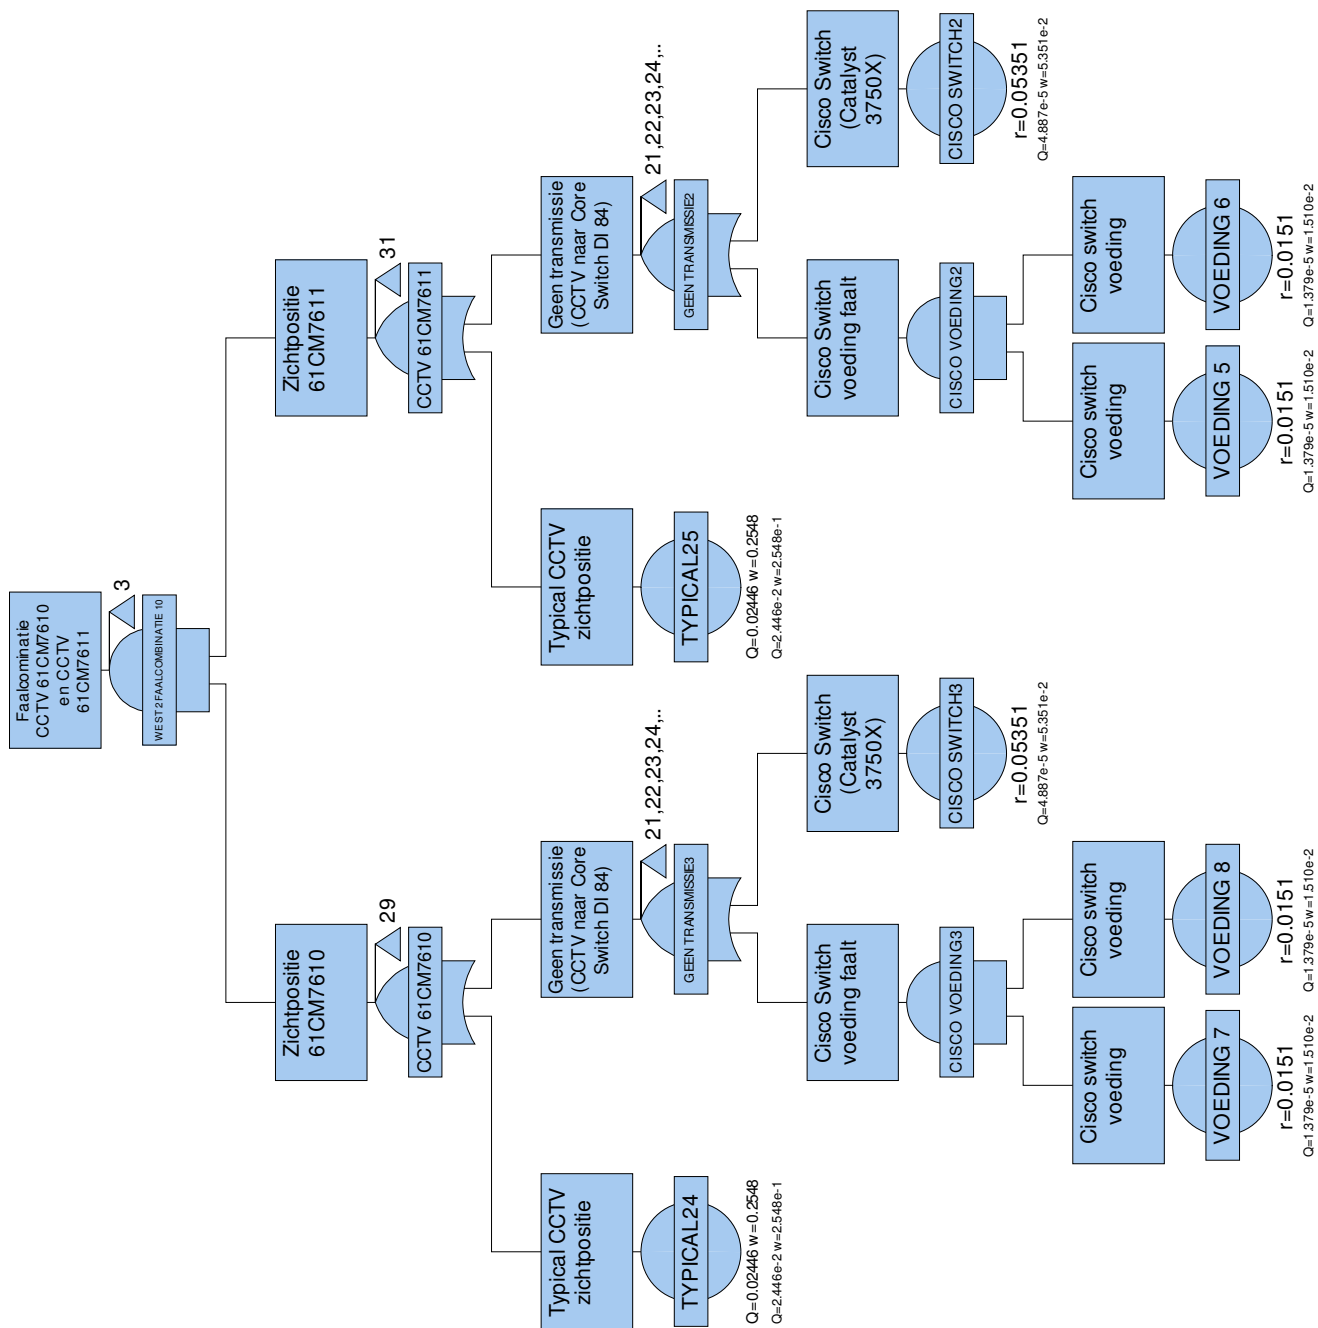 Faalcominatie
CCTV 61CM7610
en CCTV
61CM7611
3
WEST 2 FAALCOMBINATIE 10
Zichtpositie
61CM7610
29
CCTV 61CM7610
Zichtpositie
61CM7611
31
CCTV 61CM7611
Typical CCTV
zichtpositie
TYPICAL24
Q=0.02446 w=0.2548
Q=2.446e-2 w=2.548e-1
Geen transmissie
(CCTV naar Core
Switch DI 84)
21,22,23,24,..
GEEN TRANSMISSIE3
Typical CCTV
zichtpositie
TYPICAL25
Q=0.02446 w=0.2548
Q=2.446e-2 w=2.548e-1
Geen transmissie
(CCTV naar Core
Switch DI 84)
21,22,23,24,..
GEEN TRANSMISSIE2
Cisco Switch
voeding faalt
CISCO VOEDING3
Cisco Switch
(Catalyst
3750X)
CISCO SWITCH3
r=0.05351
Q=4.887e-5 w=5.351e-2
Cisco Switch
voeding faalt
CISCO VOEDING2
Cisco Switch
(Catalyst
3750X)
CISCO SWITCH2
r=0.05351
Q=4.887e-5 w=5.351e-2
Cisco switch
voeding
VOEDING 7
r=0.0151
Q=1.379e-5 w=1.510e-2
Cisco switch
voeding
VOEDING 8
r=0.0151
Q=1.379e-5 w=1.510e-2
Cisco switch
voeding
VOEDING 5
r=0.0151
Q=1.379e-5 w=1.510e-2
Cisco switch
voeding
VOEDING 6
r=0.0151
Q=1.379e-5 w=1.510e-2